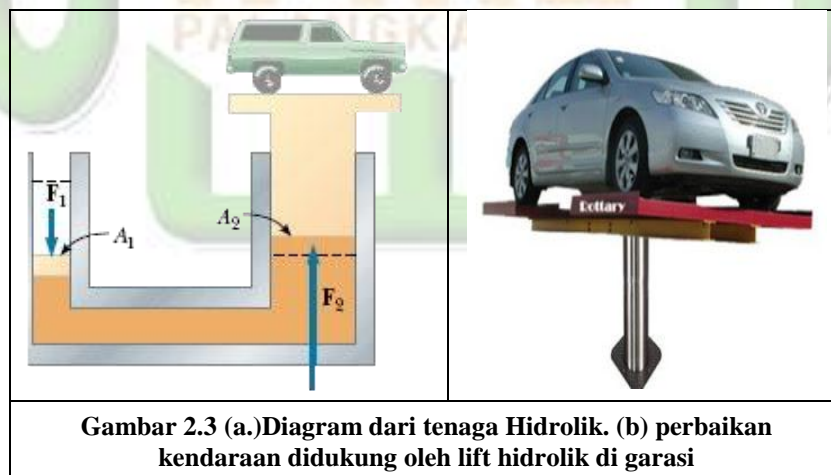 F₁
A₁
A₂
F₂
Rottary
Gambar 2.3 (a.)Diagram dari tenaga Hidrolik. (b) perbaikan
kendaraan didukung oleh lift hidrolik di garasi